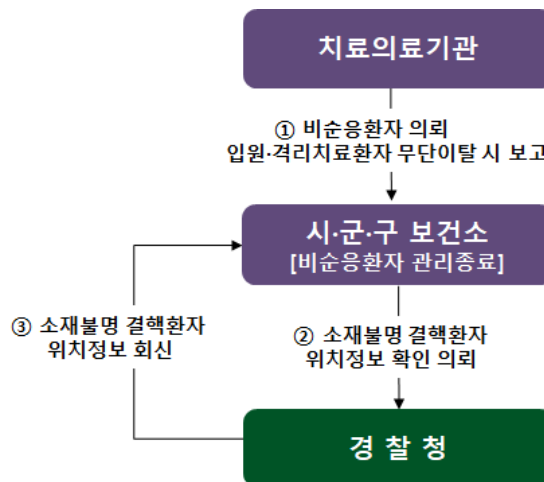 치료의료기관
① 비순응환자 의뢰
입원·격리치료환자 무단이탈 시 보고
시·군·구 보건소
[비순응환자 관리종료]
③ 소재불명 결핵환자
위치정보 회신
② 소재불명 결핵환자
위치정보 확인 의뢰
경 찰 청